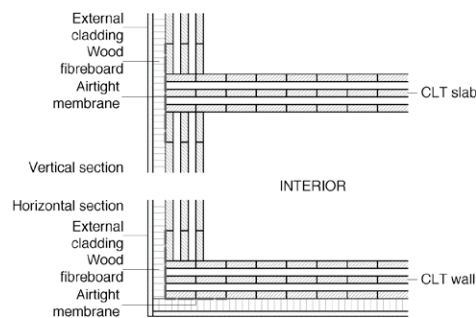 External
cladding
Wood
fibreboard
Airtight
membrane
CLT slab
Vertical section
INTERIOR
Horizontal section
External
cladding
Wood
fibreboard
Airtight
membrane
CLT wall